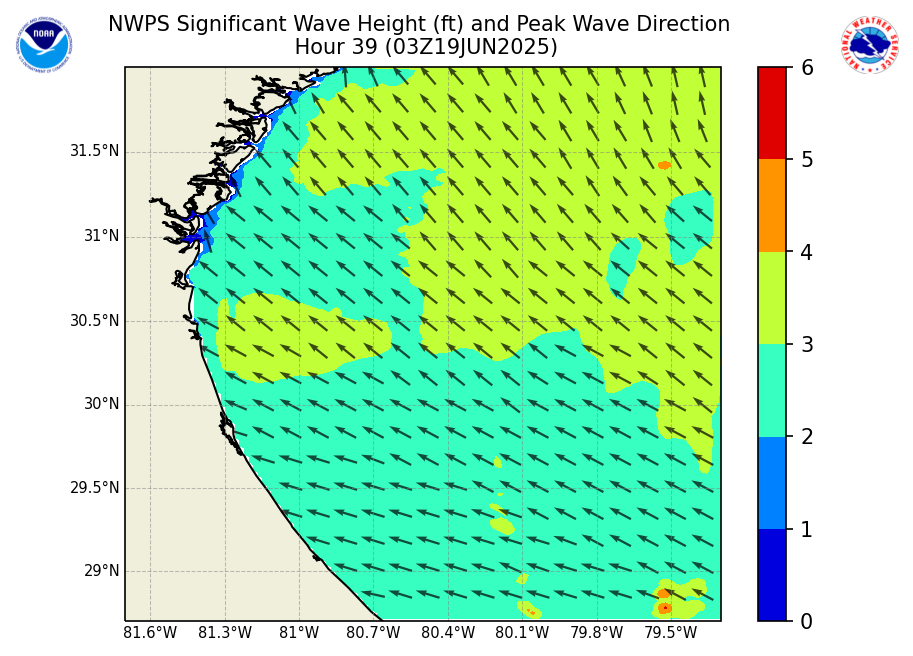 NWPS Significant Wave Height (ft) and Peak Wave Direction
Hour 39 (03Z19JUN2025)
NOAA
NATIONAL WEATHER SERVICE
31.5°N
31°N
30.5°N
30°N
29.5°N
29°N
81.6°W 81.3°W 81°W 80.7°W 80.4°W 80.1°W 79.8°W 79.5°W
6
5
4
3
2
1
0